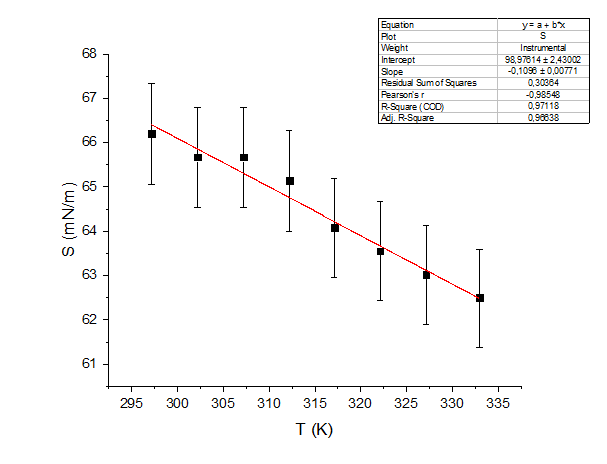 Equation y = a + b*x
Plot S
Weight Instrumental
Intercept 98,97614 ± 2,43002
Slope -0,1096 ± 0,00771
Residual Sum of Squares 0,30364
Pearson's r -0,98548
R-Square (COD) 0,97118
Adj. R-Square 0,96638
68
67
66
65
64
63
62
61
S (mN/m)
295 300 305 310 315 320 325 330 335
T (K)